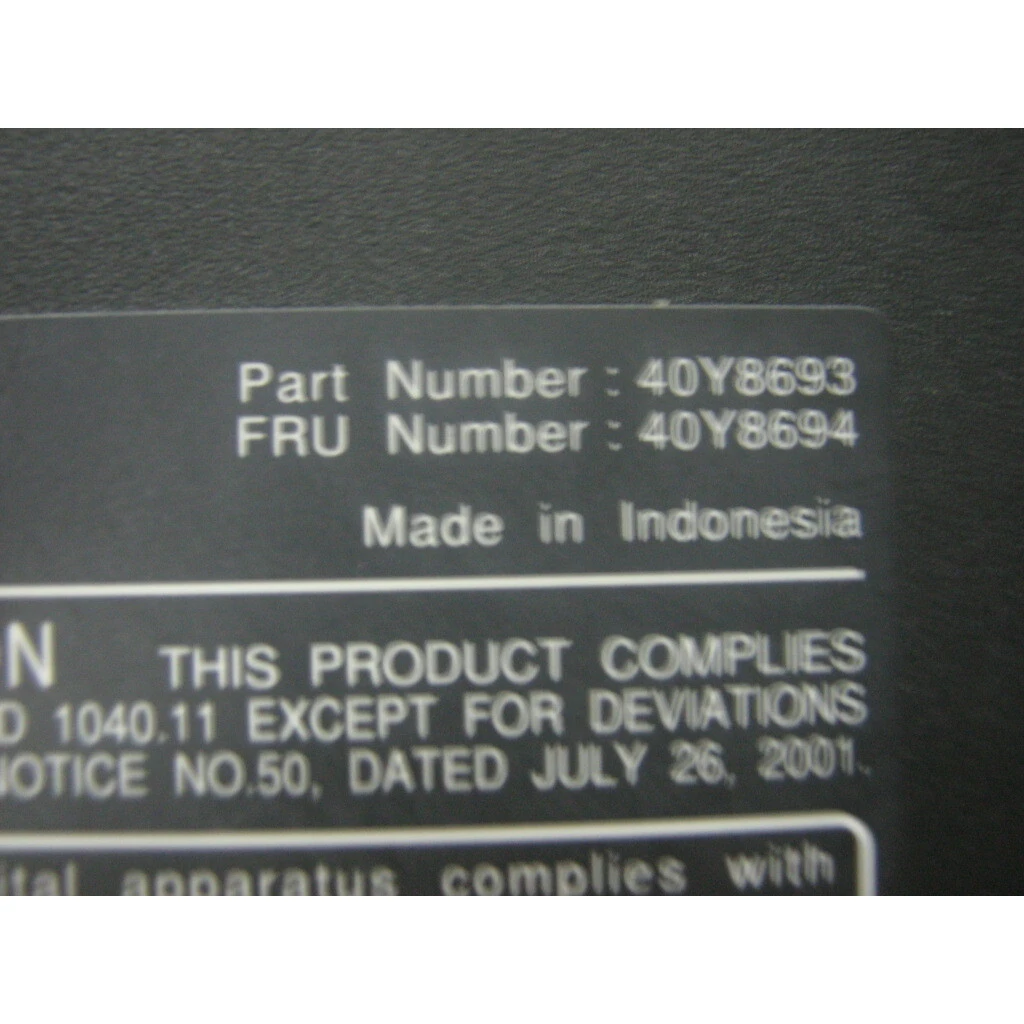 Part Number : 40Y8693
FRU Number : 40Y8694
Made in Indonesia
N THIS PRODUCT COMPLIES
D 1040.11 EXCEPT FOR DEVIATIONS
NOTICE NO.50, DATED JULY 26, 2001.
ital apparatus complies with